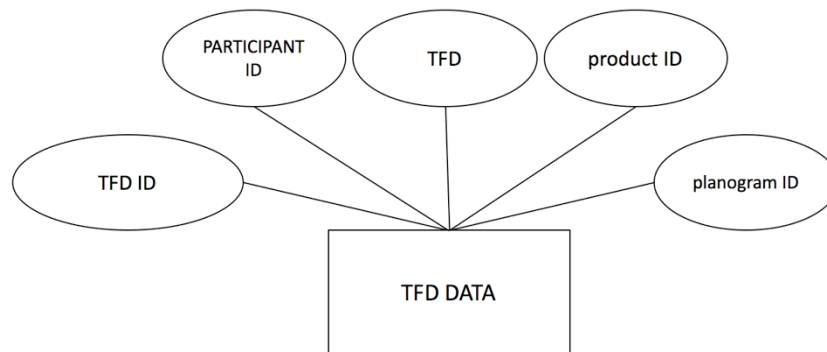 PARTICIPANT
ID
TFD
product ID
TFD ID
planogram ID
TFD DATA